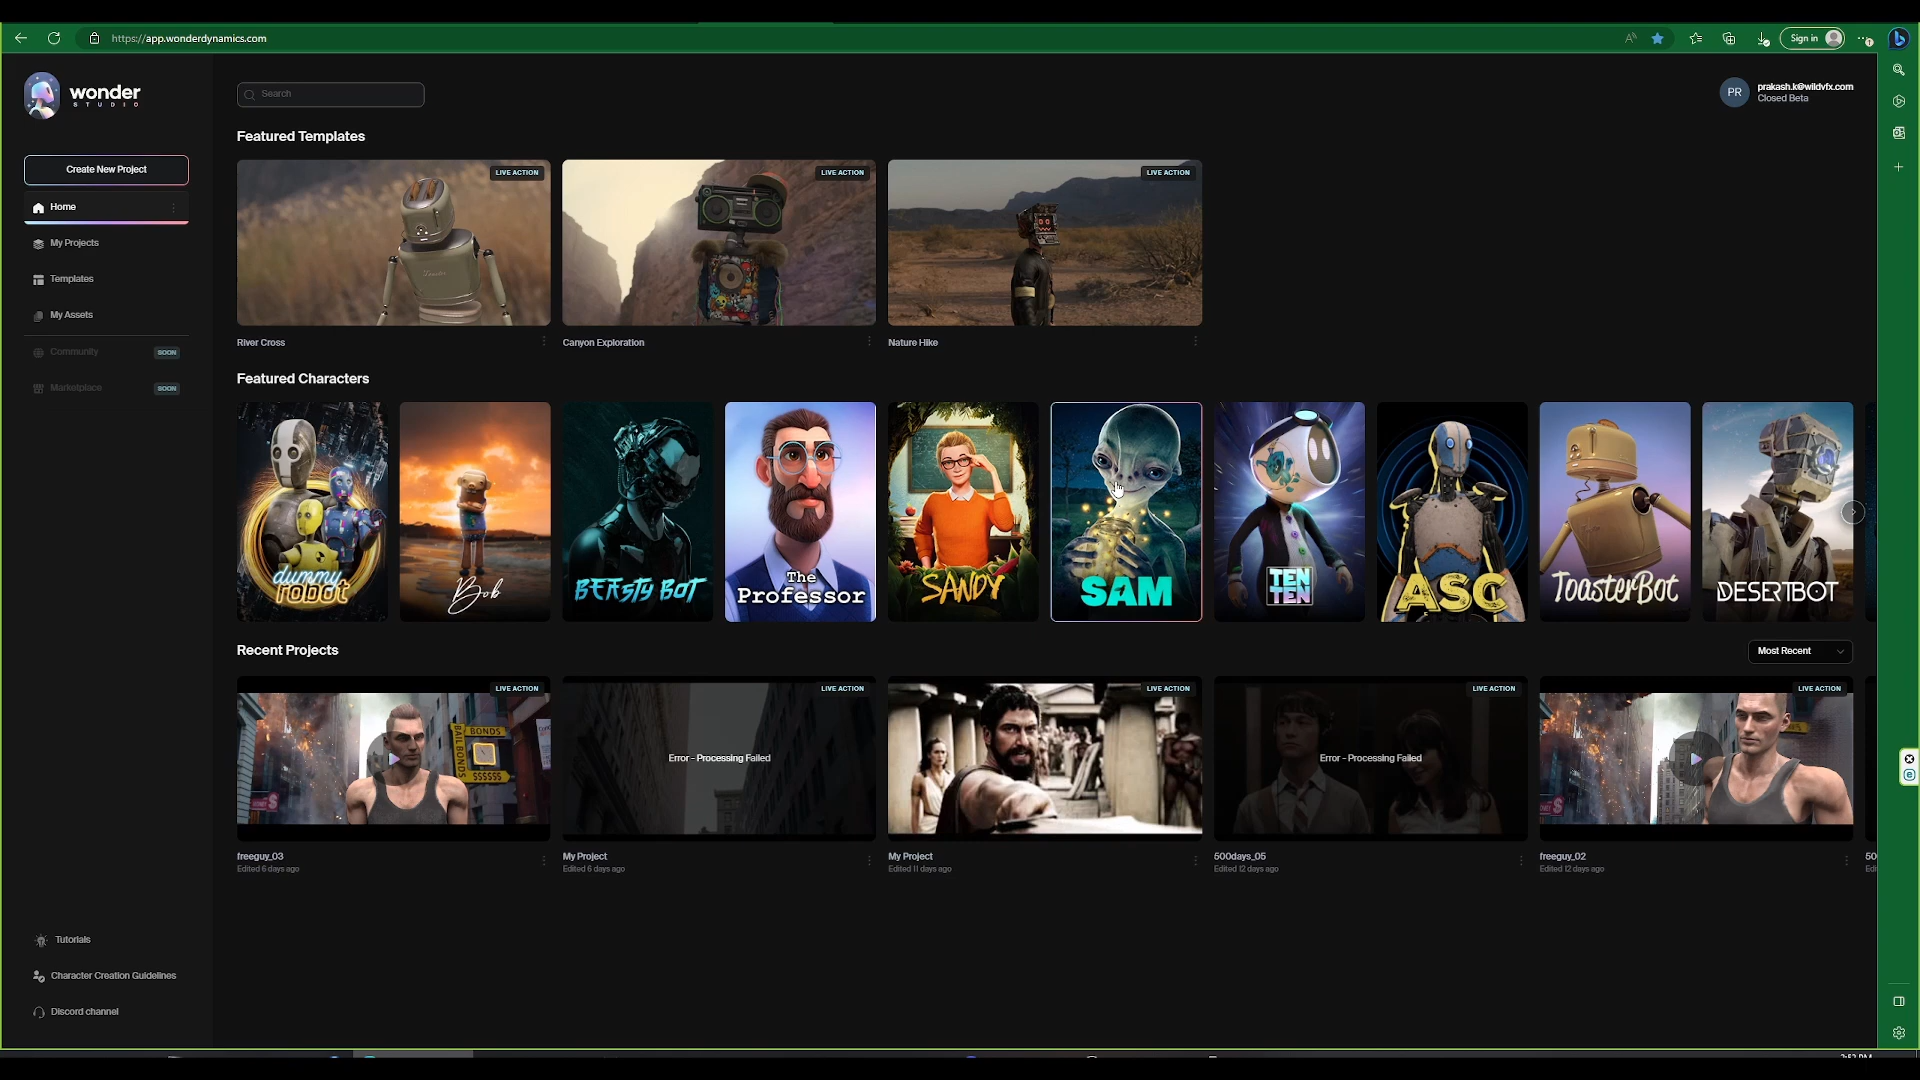 https://app.wonderdynamics.com
Sign in
wonder
STUDIO
Search
PR
prakash.k@wildvfx.com
Closed Beta
Create New Project
Home
My Projects
Templates
My Assets
Community
SOON
Marketplace
SOON
Featured Templates
LIVE ACTION
LIVE ACTION
LIVE ACTION
River Cross
Canyon Exploration
Nature Hike
Featured Characters
dummy
robot
Bob
BEASTY BOT
The
Professor
SANDY
SAM
TEN
TEN
ASC
ToasterBot
DESERTBOT
Recent Projects
Most Recent
LIVE ACTION
LIVE ACTION
LIVE ACTION
LIVE ACTION
LIVE ACTION
BONDS
BAIL BONDS
$$$$$$
Error - Processing Failed
Error - Processing Failed
freeguy_03
Edited 6 days ago
My Project
Edited 6 days ago
My Project
Edited 11 days ago
500days_05
Edited 12 days ago
freeguy_02
Edited 12 days ago
50
Edi
Tutorials
Character Creation Guidelines
Discord channel